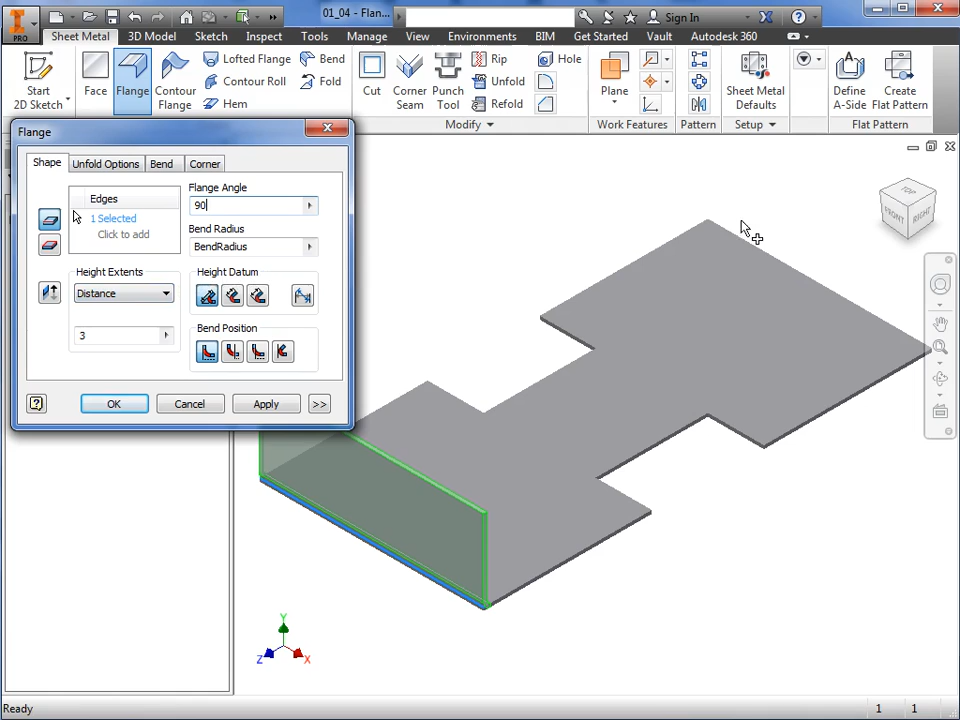 01_04 - Flan...
Sign In
PRO
Sheet Metal
3D Model
Sketch
Inspect
Tools
Manage
View
Environments
BIM
Get Started
Vault
Autodesk 360
Start
2D Sketch
Face
Flange
Contour
Flange
Lofted Flange
Contour Roll
Hem
Bend
Fold
Cut
Corner
Seam
Punch
Tool
Rip
Unfold
Refold
Hole
Plane
Sheet Metal
Defaults
Define
A-Side
Create
Flat Pattern
Modify
Work Features
Pattern
Setup
Flat Pattern
Flange
Shape
Unfold Options
Bend
Corner
Edges
1 Selected
Click to add
Flange Angle
90
Bend Radius
BendRadius
Height Extents
Distance
3
Height Datum
Bend Position
OK
Cancel
Apply
>>
TOP
FRONT
RIGHT
Y
Z
X
Ready
1
1